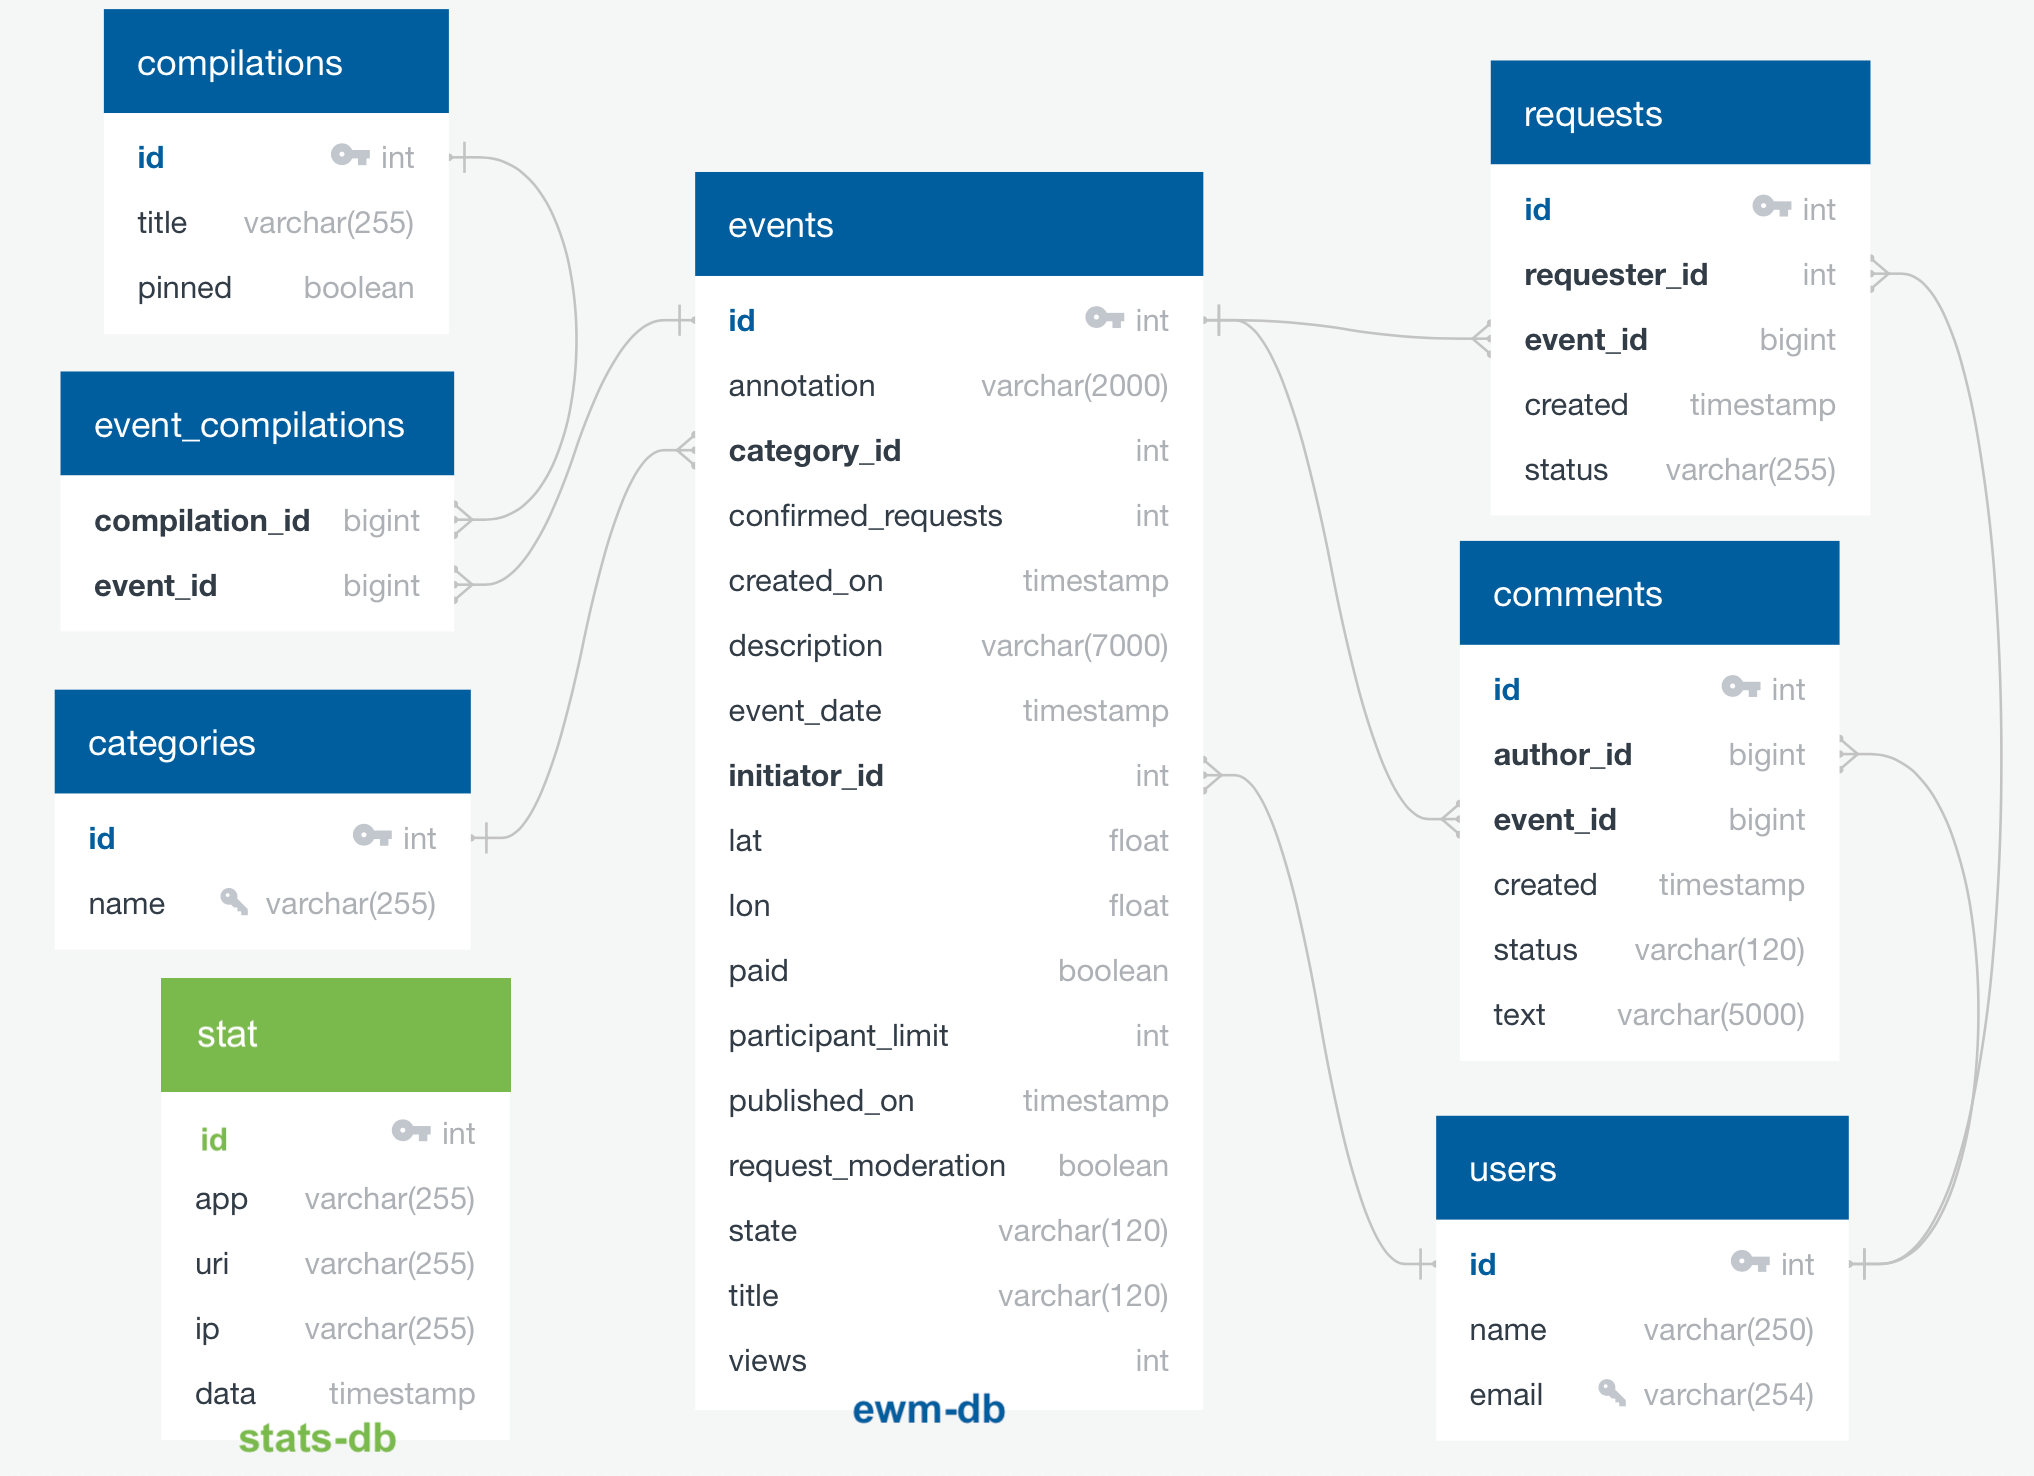 compilations
id int
title varchar(255)
pinned boolean
event_compilations
compilation_id bigint
event_id bigint
categories
id int
name varchar(255)
stat
id int
app varchar(255)
uri varchar(255)
ip varchar(255)
data timestamp
stats-db
events
id int
annotation varchar(2000)
category_id int
confirmed_requests int
created_on timestamp
description varchar(7000)
event_date timestamp
initiator_id int
lat float
lon float
paid boolean
participant_limit int
published_on timestamp
request_moderation boolean
state varchar(120)
title varchar(120)
views int
ewm-db
requests
id int
requester_id int
event_id bigint
created timestamp
status varchar(255)
comments
id int
author_id bigint
event_id bigint
created timestamp
status varchar(120)
text varchar(5000)
users
id int
name varchar(250)
email varchar(254)